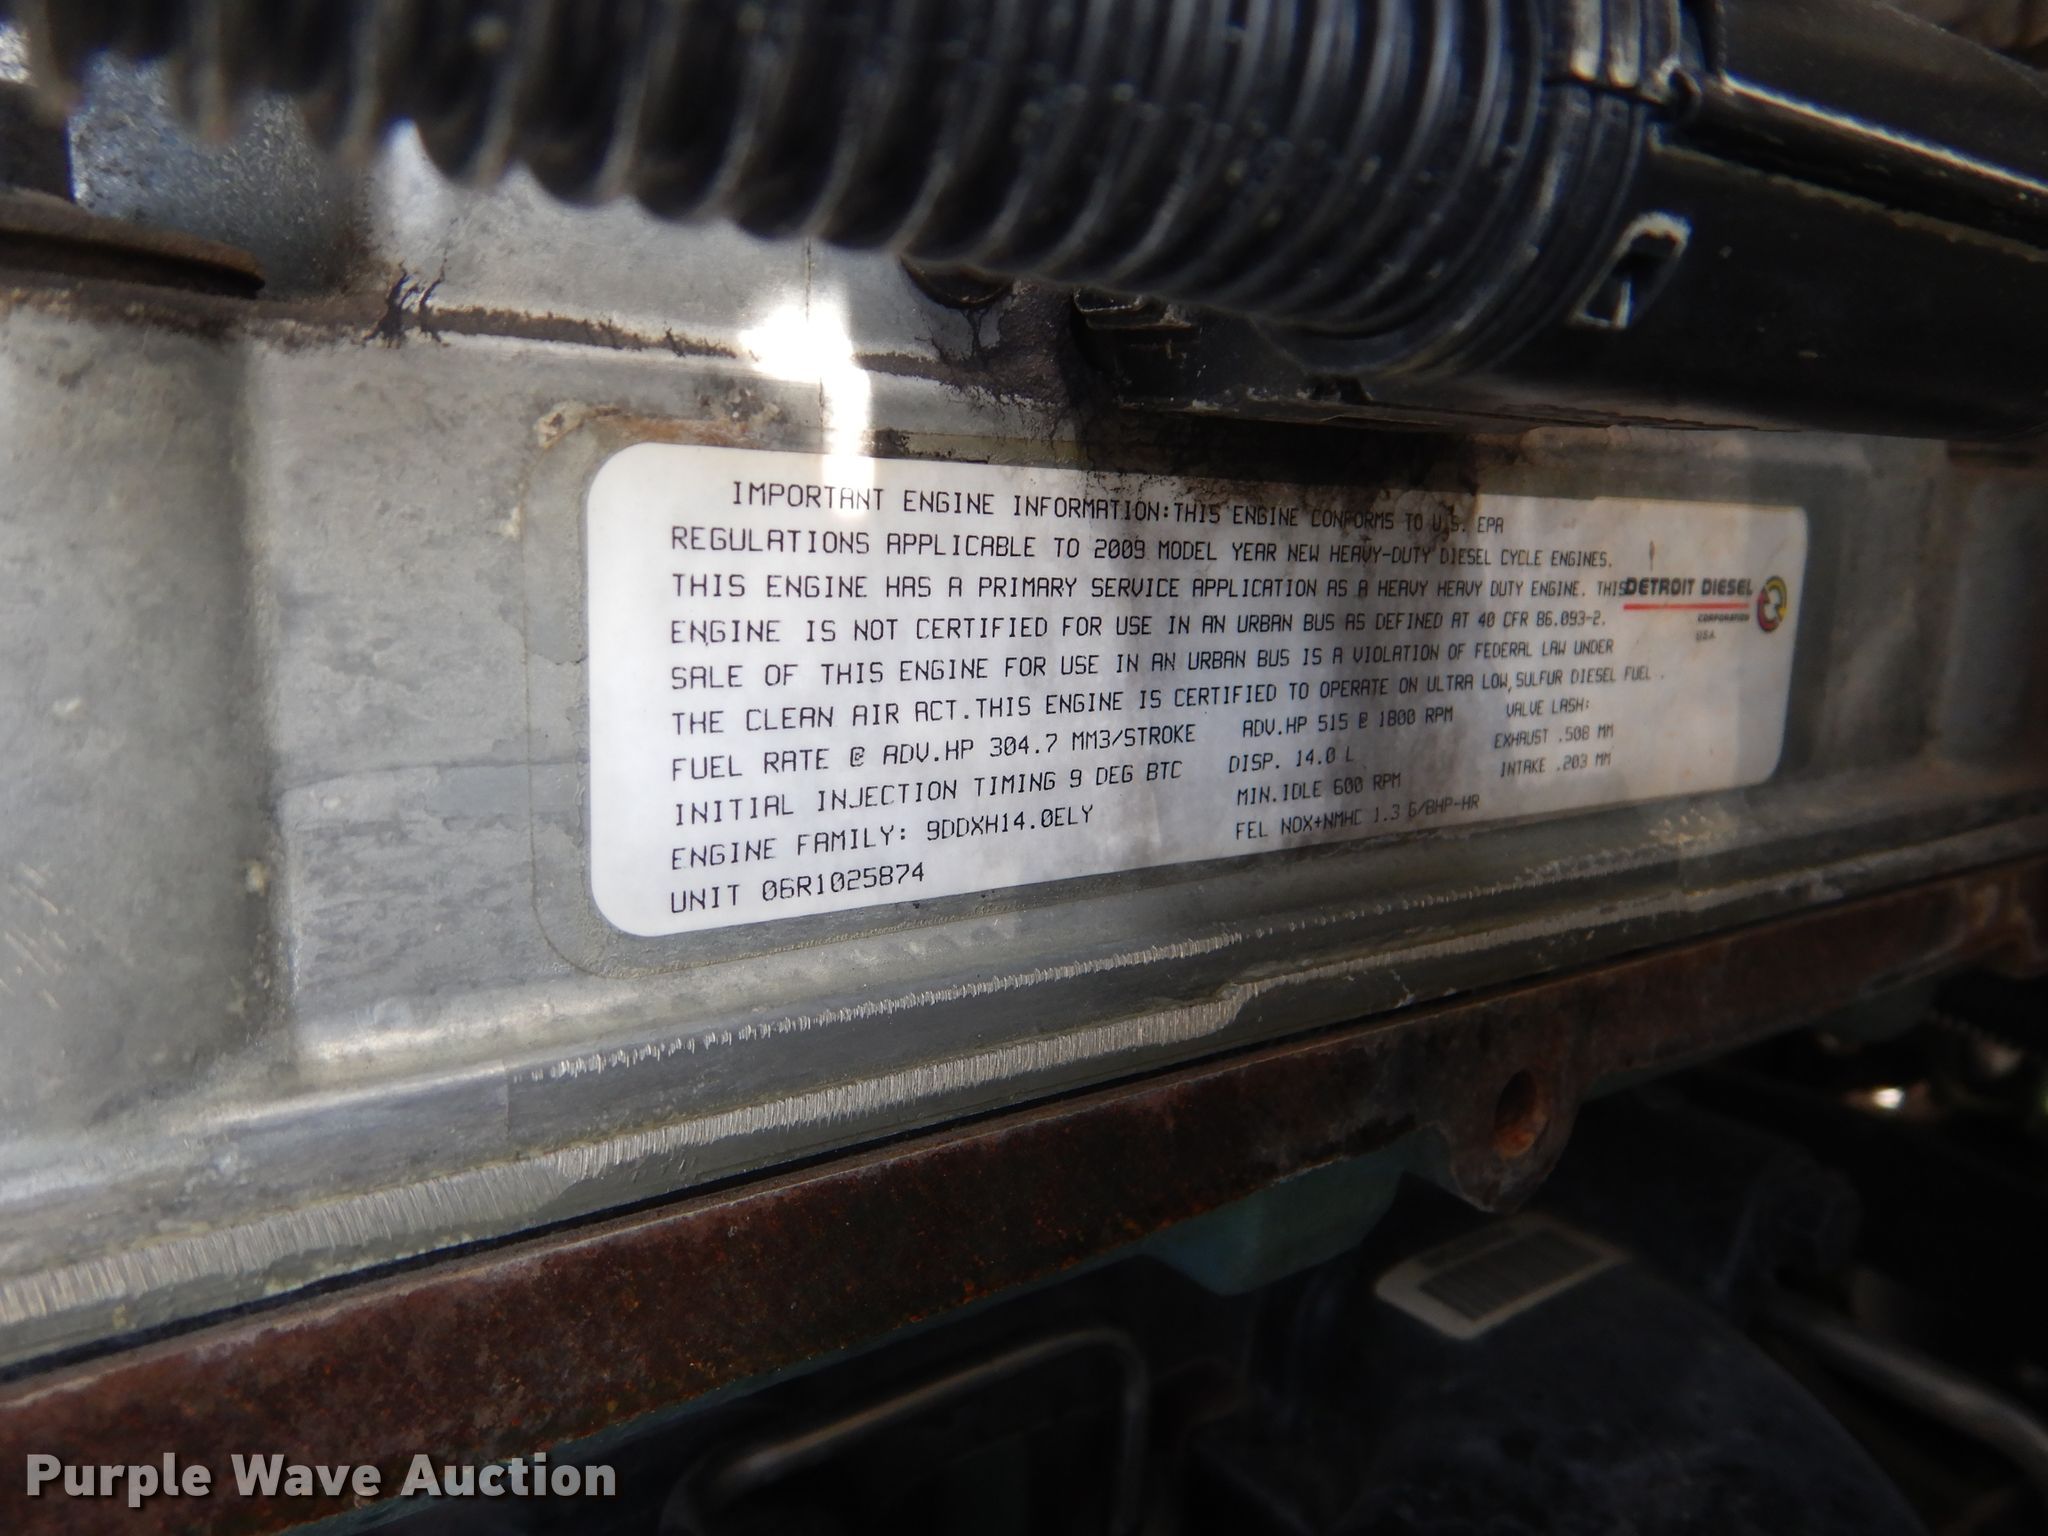 IMPORTANT ENGINE INFORMATION:THIS ENGINE CONFORMS TO U.S. EPA
REGULATIONS APPLICABLE TO 2009 MODEL YEAR NEW HEAVY-DUTY DIESEL CYCLE ENGINES.
THIS ENGINE HAS A PRIMARY SERVICE APPLICATION AS A HEAVY HEAVY DUTY ENGINE. THIS
ENGINE IS NOT CERTIFIED FOR USE IN AN URBAN BUS AS DEFINED AT 40 CFR 86.093-2.
SALE OF THIS ENGINE FOR USE IN AN URBAN BUS IS A VIOLATION OF FEDERAL LAW UNDER
THE CLEAN AIR ACT.THIS ENGINE IS CERTIFIED TO OPERATE ON ULTRA LOW,SULFUR DIESEL FUEL .
FUEL RATE @ ADV.HP 304.7 MM3/STROKE ADV.HP 515 @ 1800 RPM VALVE LASH:
INITIAL INJECTION TIMING 9 DEG BTC DISP. 14.0 L EXHAUST .508 MM
ENGINE FAMILY: 9DDXH14.0ELY MIN.IDLE 600 RPM INTAKE .203 MM
UNIT 06R1025874 FEL NOX+NMHC 1.3 G/BHP-HR
DETROIT DIESEL
CORPORATION
USA
Purple Wave Auction